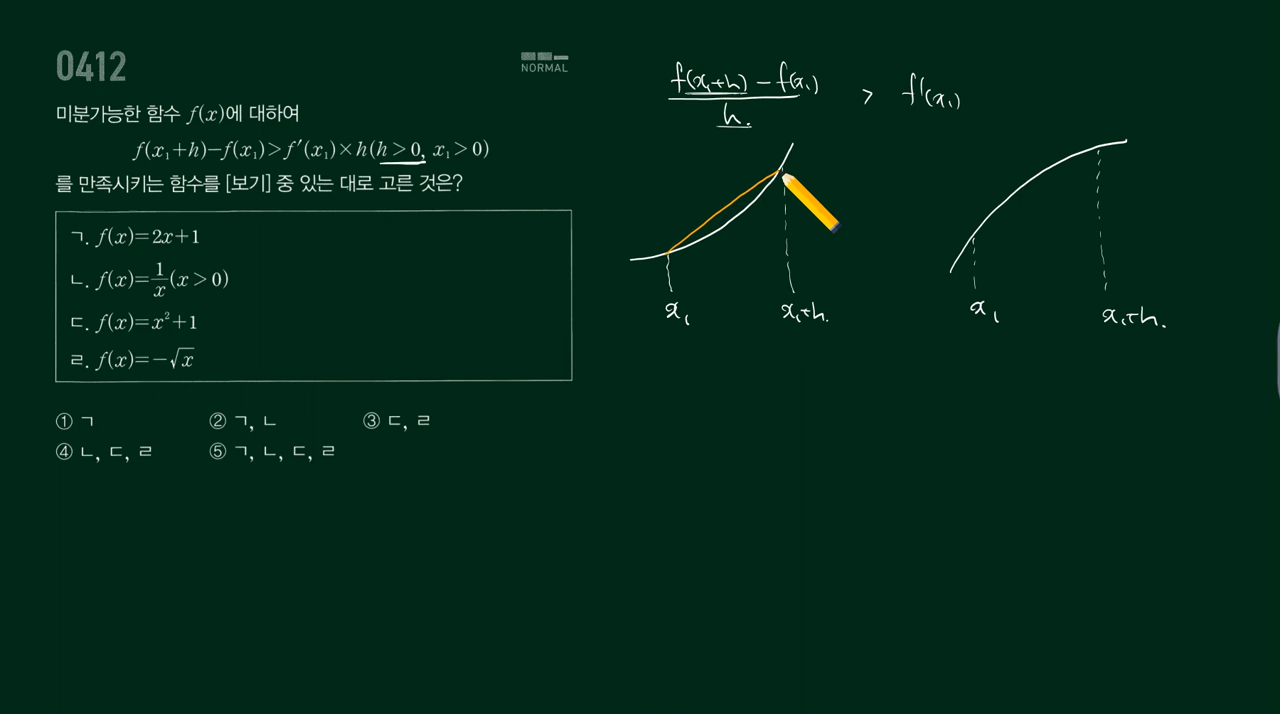 0412
NORMAL
미분가능한 함수 f(x)에 대하여
f(x₁+h)−f(x₁)>f′(x₁)×h(h>0, x₁>0)
를 만족시키는 함수를 [보기] 중 있는 대로 고른 것은?
ㄱ. f(x)=2x+1
ㄴ. f(x)=1/x(x>0)
ㄷ. f(x)=x²+1
ㄹ. f(x)=−√x
① ㄱ ② ㄱ, ㄴ ③ ㄷ, ㄹ
④ ㄴ, ㄷ, ㄹ ⑤ ㄱ, ㄴ, ㄷ, ㄹ
f(x₁+h) − f(x₁)
h.
> f′(x₁)
x₁ x₁+h.
x₁ x₁+h.